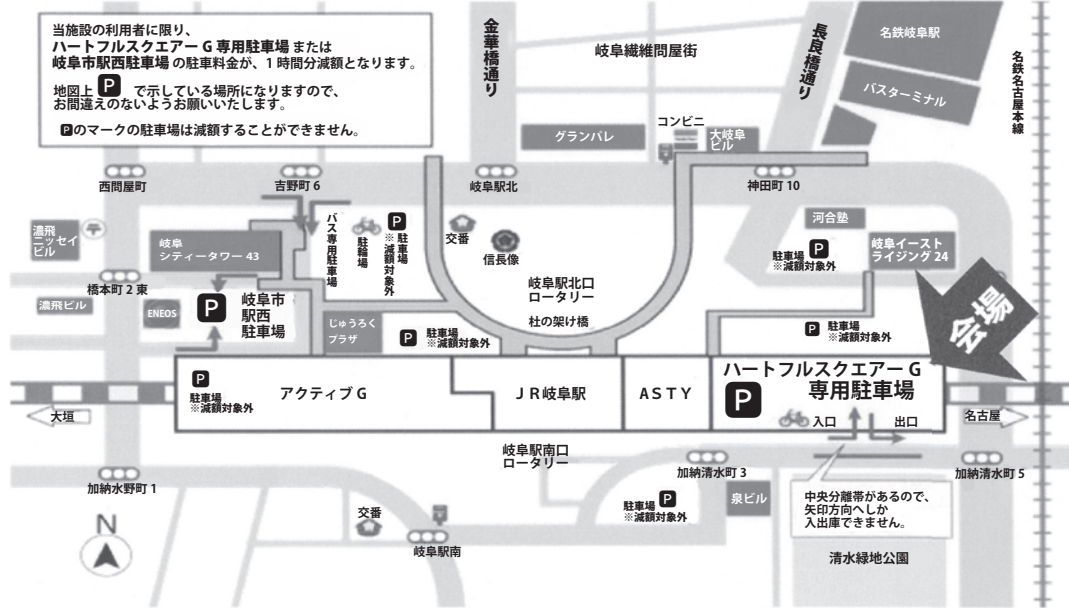 当施設の利用者に限り、
ハートフルスクエアーG 専用駐車場 または
岐阜市駅西駐車場 の駐車料金が、1時間分減額となります。
地図上 P で示している場所になりますので、
お間違えのないようお願いいたします。
Pのマークの駐車場は減額することができません。
金華橋通り
岐阜繊維問屋街
長良橋通り
名鉄岐阜駅
バスターミナル
名鉄名古屋本線
グランパレ
コンビニ
大岐阜
ビル
西問屋町
吉野町6
岐阜駅北
神田町10
濃飛
ニッセイ
ビル
岐阜
シティータワー43
バス専用駐車場
駐輪場
P
駐車場
※減額対象外
交番
信長像
河合塾
P
駐車場
※減額対象外
岐阜イースト
ライジング24
岐阜駅北口
ロータリー
杜の架け橋
橋本町2東
濃飛ビル
ENEOS
P
岐阜市
駅西
駐車場
じゅうろく
プラザ
P
駐車場
※減額対象外
P
駐車場
※減額対象外
会場
P
駐車場
※減額対象外
アクティブG
JR岐阜駅
ASTY
ハートフルスクエアーG
専用駐車場
P
入口
出口
大垣
名古屋
岐阜駅南口
ロータリー
加納水野町1
加納清水町3
加納清水町5
P
駐車場
※減額対象外
泉ビル
中央分離帯があるので、
矢印方向へしか
入出庫できません。
交番
岐阜駅南
清水緑地公園
N